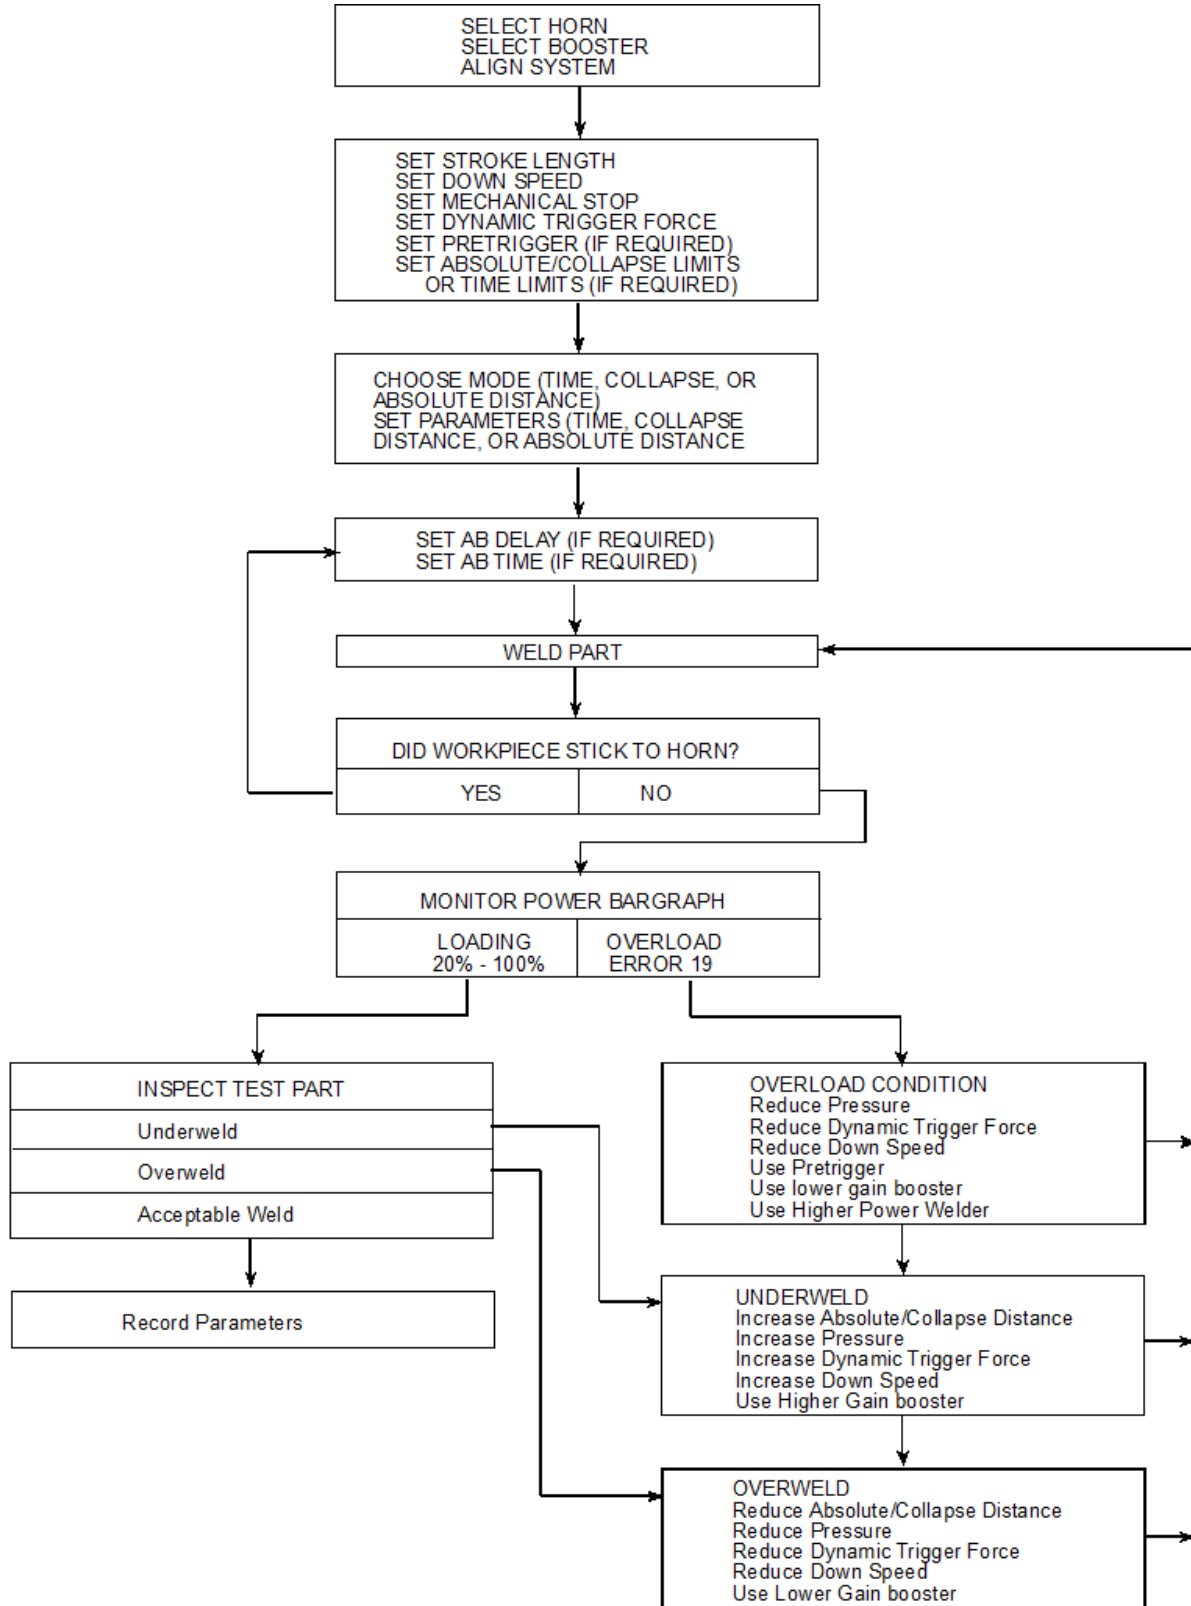 SELECT HORN
SELECT BOOSTER
ALIGN SYSTEM
SET STROKE LENGTH
SET DOWN SPEED
SET MECHANICAL STOP
SET DYNAMIC TRIGGER FORCE
SET PRETRIGGER (IF REQUIRED)
SET ABSOLUTE/COLLAPSE LIMITS
OR TIME LIMITS (IF REQUIRED)
CHOOSE MODE (TIME, COLLAPSE, OR
ABSOLUTE DISTANCE)
SET PARAMETERS (TIME, COLLAPSE
DISTANCE, OR ABSOLUTE DISTANCE
SET AB DELAY (IF REQUIRED)
SET AB TIME (IF REQUIRED)
WELD PART
DID WORKPIECE STICK TO HORN?
YES
NO
MONITOR POWER BARGRAPH
LOADING
20% - 100%
OVERLOAD
ERROR 19
INSPECT TEST PART
Underweld
Overweld
Acceptable Weld
Record Parameters
OVERLOAD CONDITION
Reduce Pressure
Reduce Dynamic Trigger Force
Reduce Down Speed
Use Pretrigger
Use lower gain booster
Use Higher Power Welder
UNDERWELD
Increase Absolute/Collapse Distance
Increase Pressure
Increase Dynamic Trigger Force
Increase Down Speed
Use Higher Gain booster
OVERWELD
Reduce Absolute/Collapse Distance
Reduce Pressure
Reduce Dynamic Trigger Force
Reduce Down Speed
Use Lower Gain booster